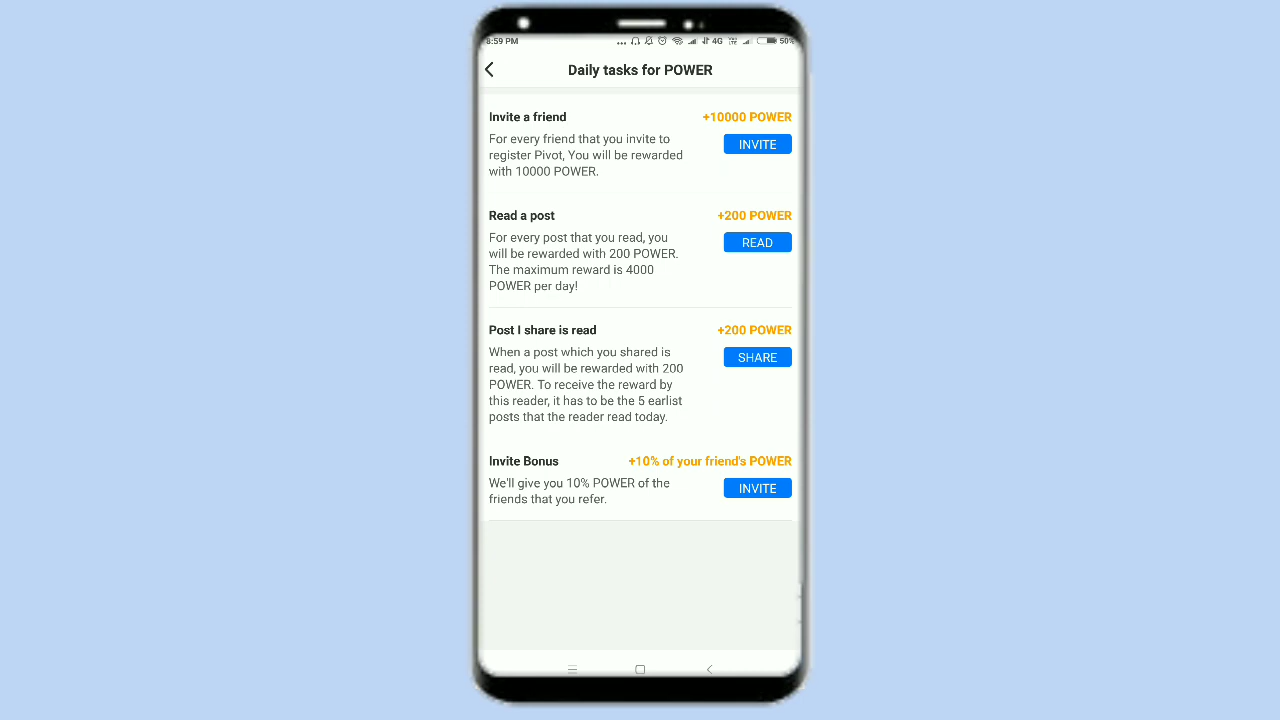 8:59 PM 4G 50%
Daily tasks for POWER
Invite a friend +10000 POWER
For every friend that you invite to
register Pivot, You will be rewarded
with 10000 POWER.
INVITE
Read a post +200 POWER
For every post that you read, you
will be rewarded with 200 POWER.
The maximum reward is 4000
POWER per day!
READ
Post I share is read +200 POWER
When a post which you shared is
read, you will be rewarded with 200
POWER. To receive the reward by
this reader, it has to be the 5 earlist
posts that the reader read today.
SHARE
Invite Bonus +10% of your friend's POWER
We'll give you 10% POWER of the
friends that you refer.
INVITE